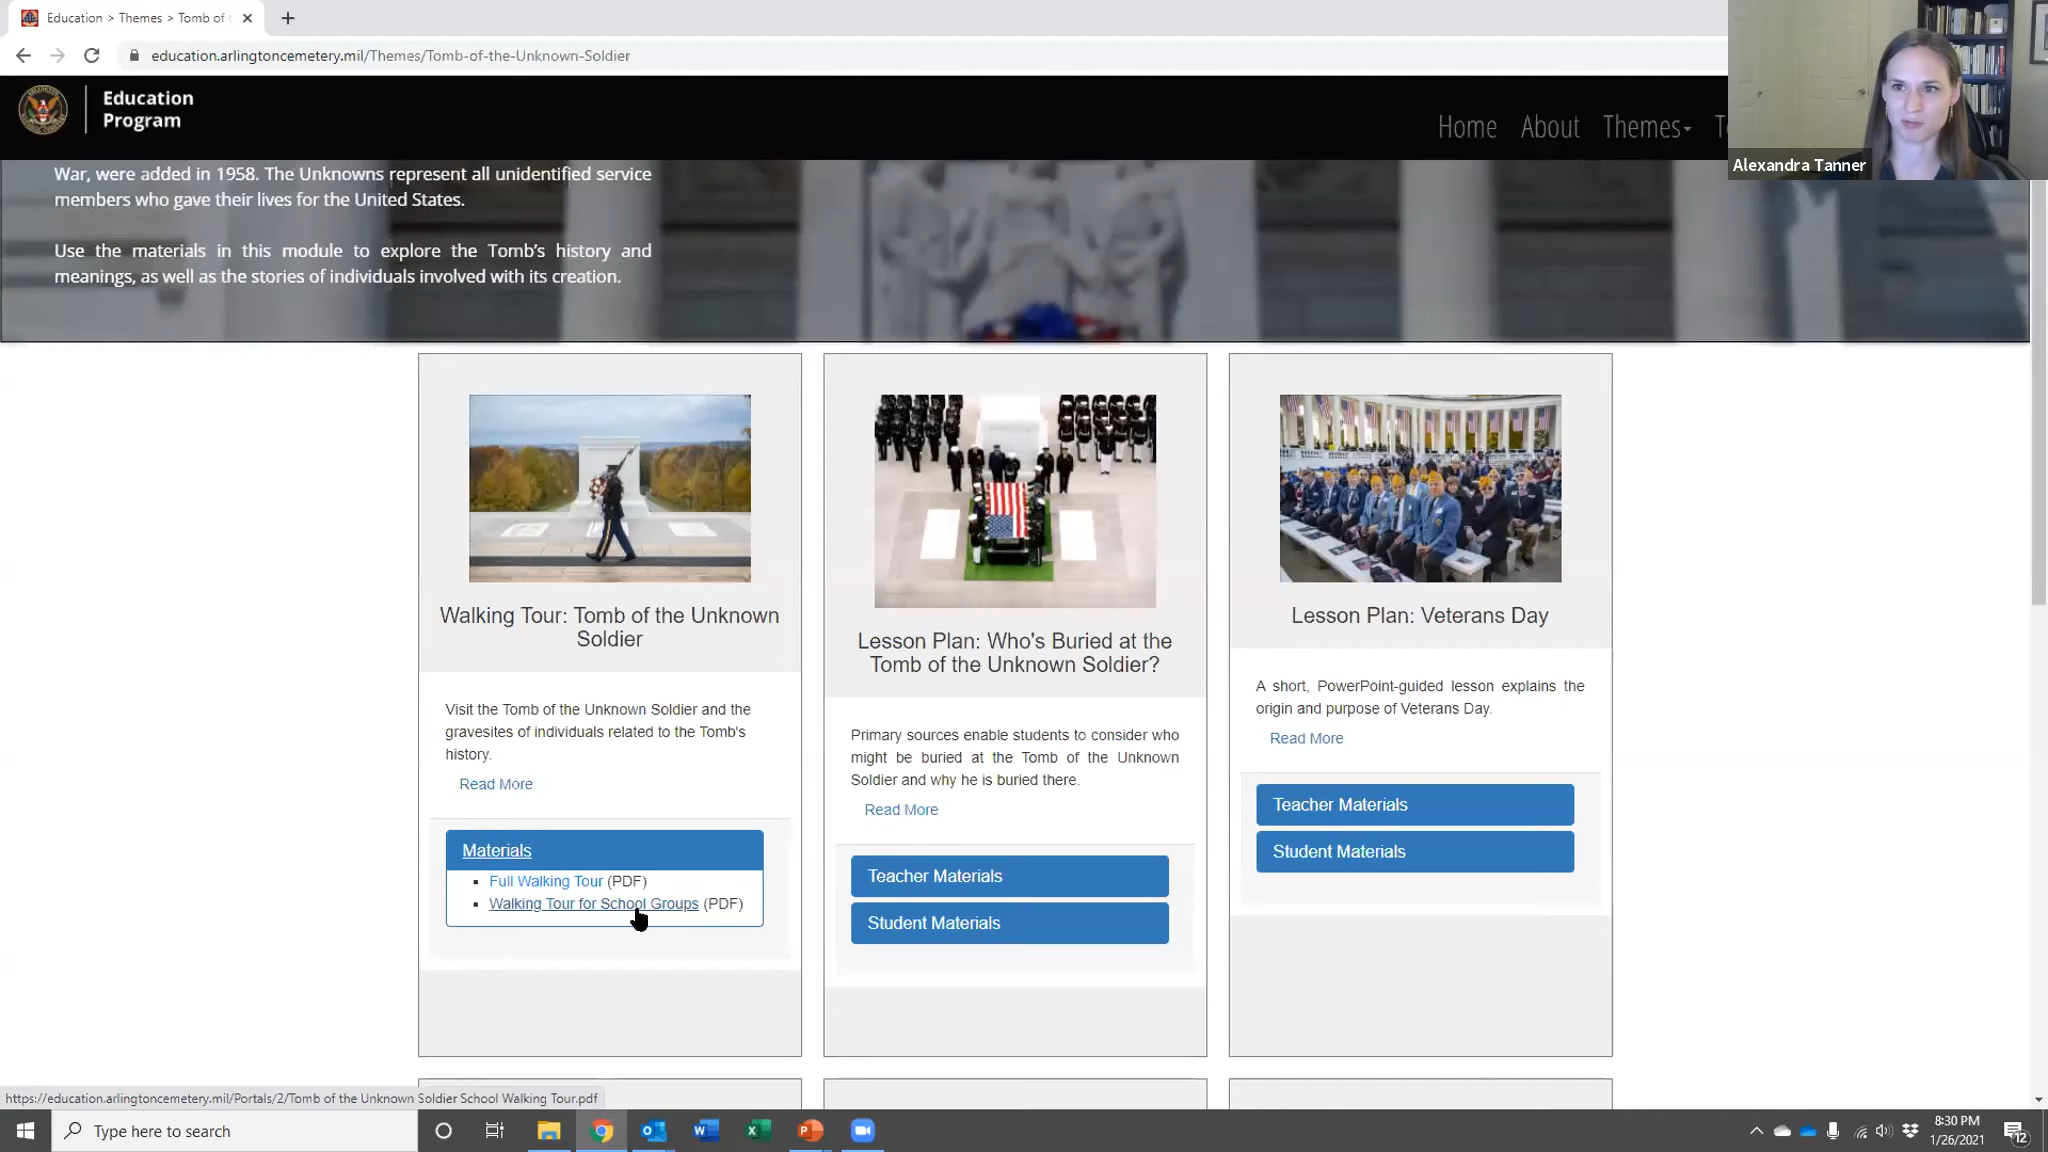 Education > Themes > Tomb of
education.arlingtoncemetery.mil/Themes/Tomb-of-the-Unknown-Soldier
Education
Program
Home About Themes
Alexandra Tanner
War, were added in 1958. The Unknowns represent all unidentified service
members who gave their lives for the United States.
Use the materials in this module to explore the Tomb's history and
meanings, as well as the stories of individuals involved with its creation.
Walking Tour: Tomb of the Unknown
Soldier
Visit the Tomb of the Unknown Soldier and the
gravesites of individuals related to the Tomb's
history.
Read More
Materials
Full Walking Tour (PDF)
Walking Tour for School Groups (PDF)
Lesson Plan: Who's Buried at the
Tomb of the Unknown Soldier?
Primary sources enable students to consider who
might be buried at the Tomb of the Unknown
Soldier and why he is buried there.
Read More
Teacher Materials
Student Materials
Lesson Plan: Veterans Day
A short, PowerPoint-guided lesson explains the
origin and purpose of Veterans Day.
Read More
Teacher Materials
Student Materials
https://education.arlingtoncemetery.mil/Portals/2/Tomb of the Unknown Soldier School Walking Tour.pdf
Type here to search
8:30 PM
1/26/2021
12